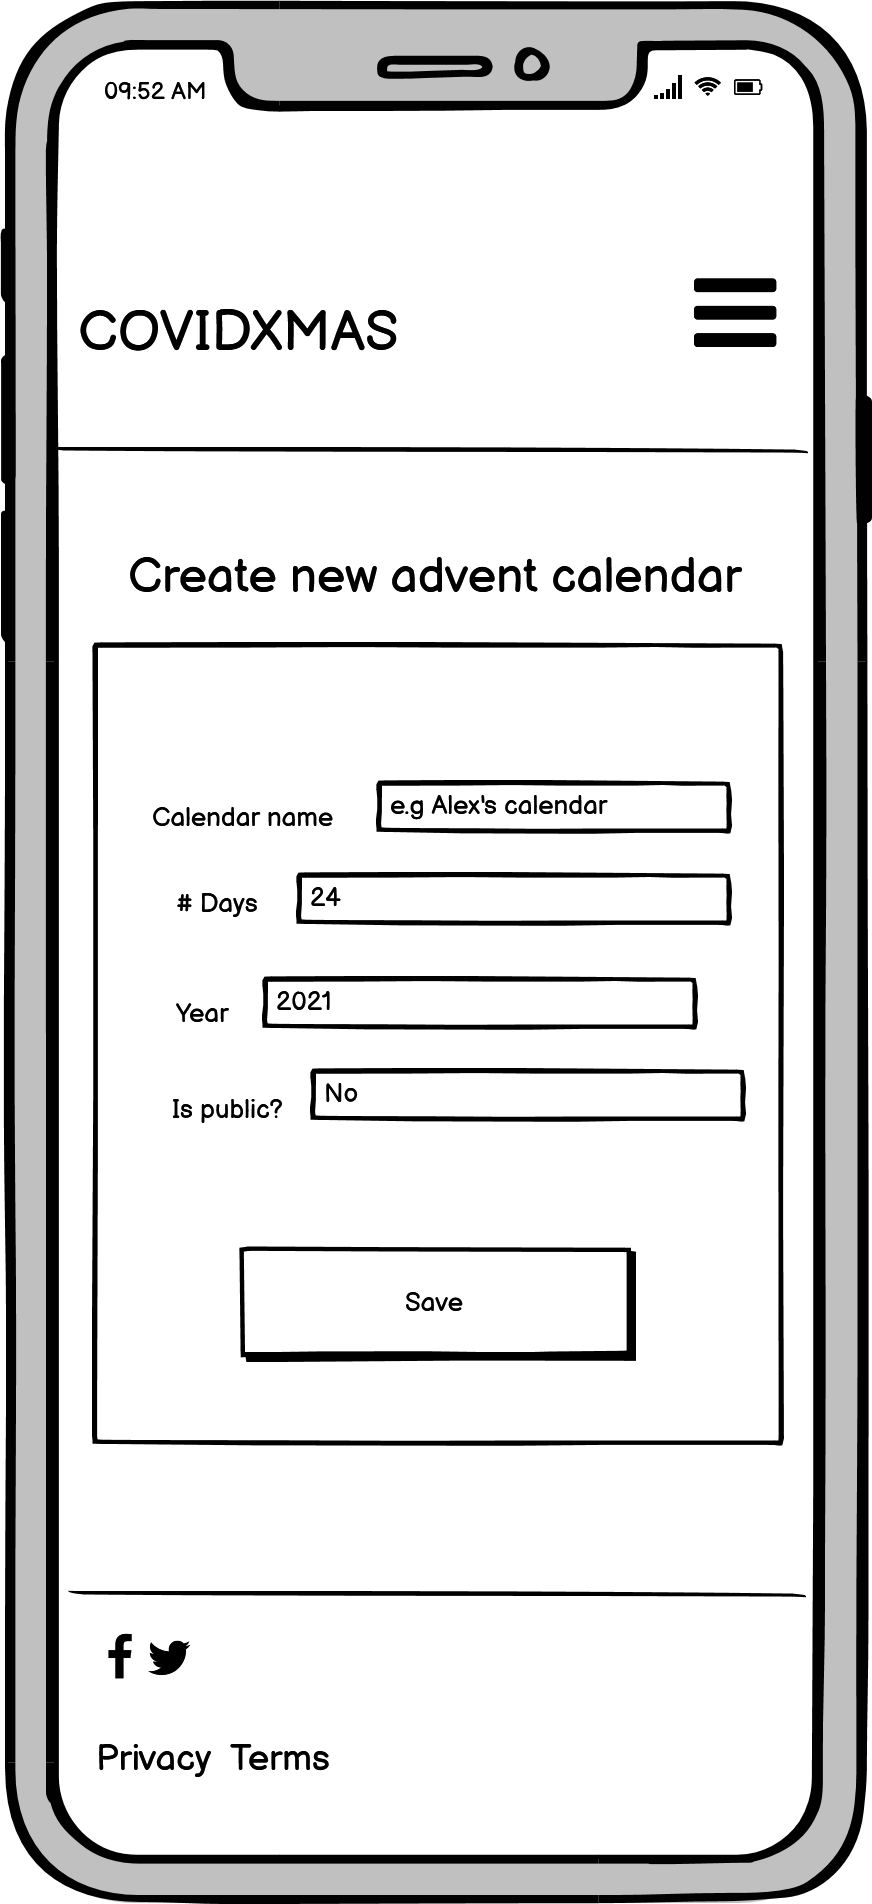 09:52 AM
COVIDXMAS
Create new advent calendar
Calendar name e.g Alex's calendar
# Days 24
Year 2021
Is public? No
Save
Privacy Terms